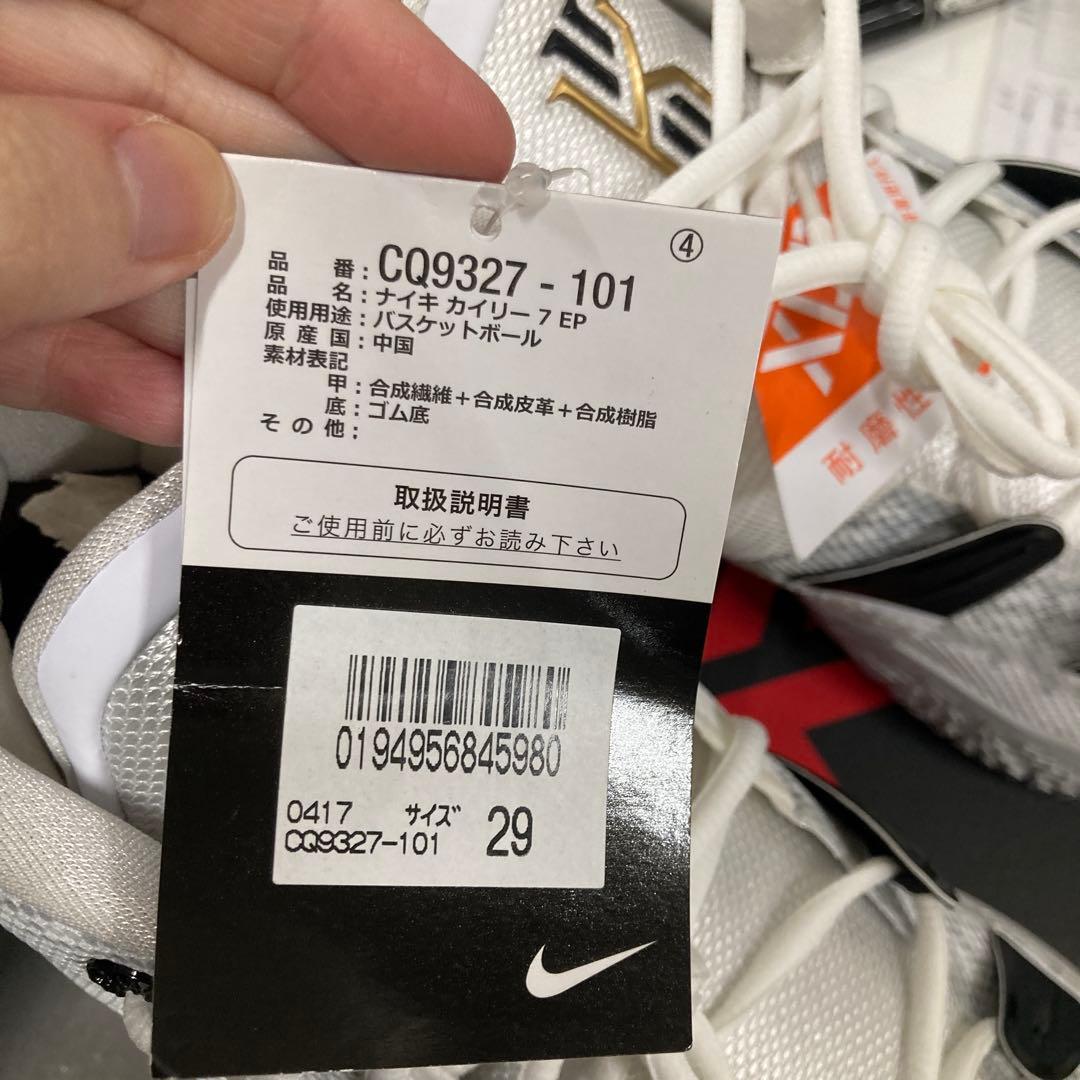 ④
品番:CQ9327-101
品名:ナイキ カイリー 7 EP
使用用途:バスケットボール
原産国:中国
素材表記
甲:合成繊維+合成皮革+合成樹脂
底:ゴム底
その他:
取扱説明書
ご使用前に必ずお読み下さい
0194956845980
0417 サイズ 29
CQ9327-101
耐磨性